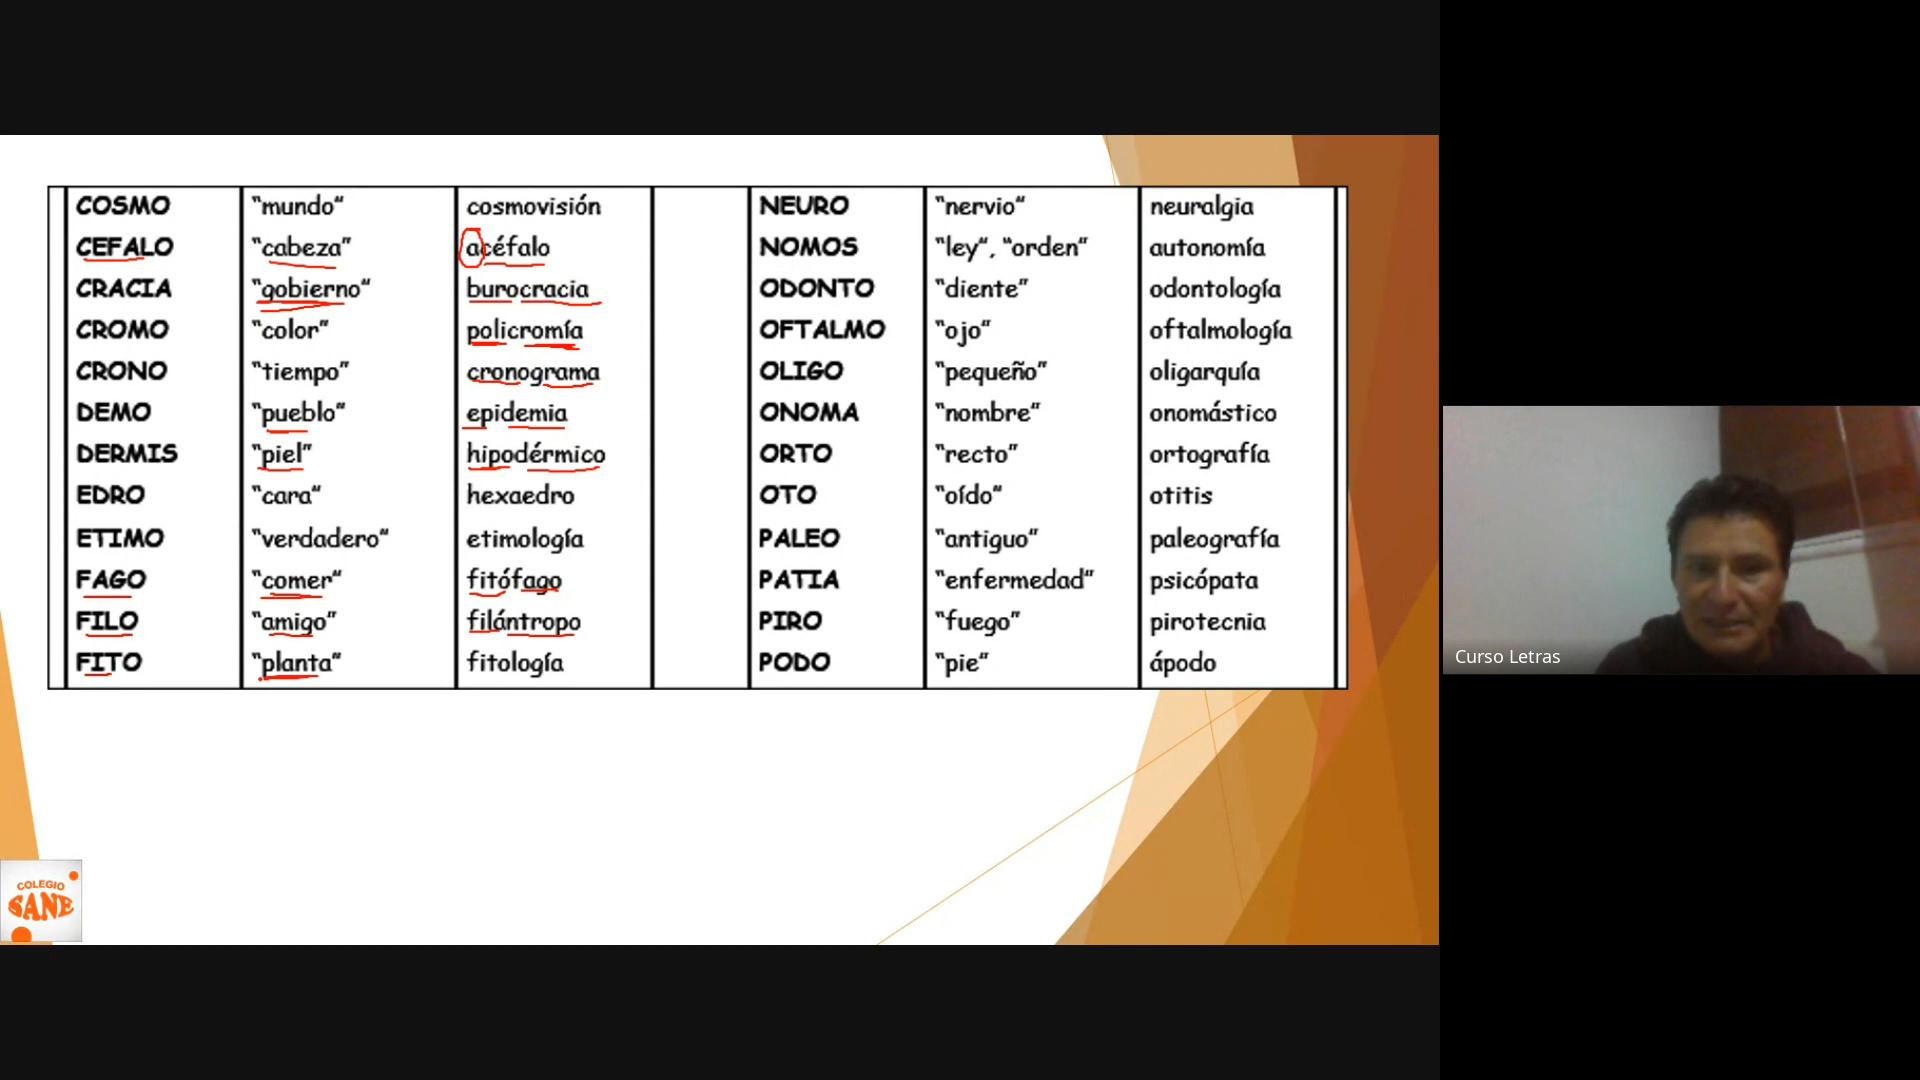 COSMO “mundo” cosmovisión NEURO “nervio” neuralgia
CEFALO “cabeza” acéfalo NOMOS “ley”, “orden” autonomía
CRACIA “gobierno” burocracia ODONTO “diente” odontología
CROMO “color” policromía OFTALMO “ojo” oftalmología
CRONO “tiempo” cronograma OLIGO “pequeño” oligarquía
DEMO “pueblo” epidemia ONOMA “nombre” onomástico
DERMIS “piel” hipodérmico ORTO “recto” ortografía
EDRO “cara” hexaedro OTO “oído” otitis
ETIMO “verdadero” etimología PALEO “antiguo” paleografía
FAGO “comer” fitófago PATIA “enfermedad” psicópata
FILO “amigo” filántropo PIRO “fuego” pirotecnia
FITO “planta” fitología PODO “pie” ápodo
Curso Letras
COLEGIO
SANE